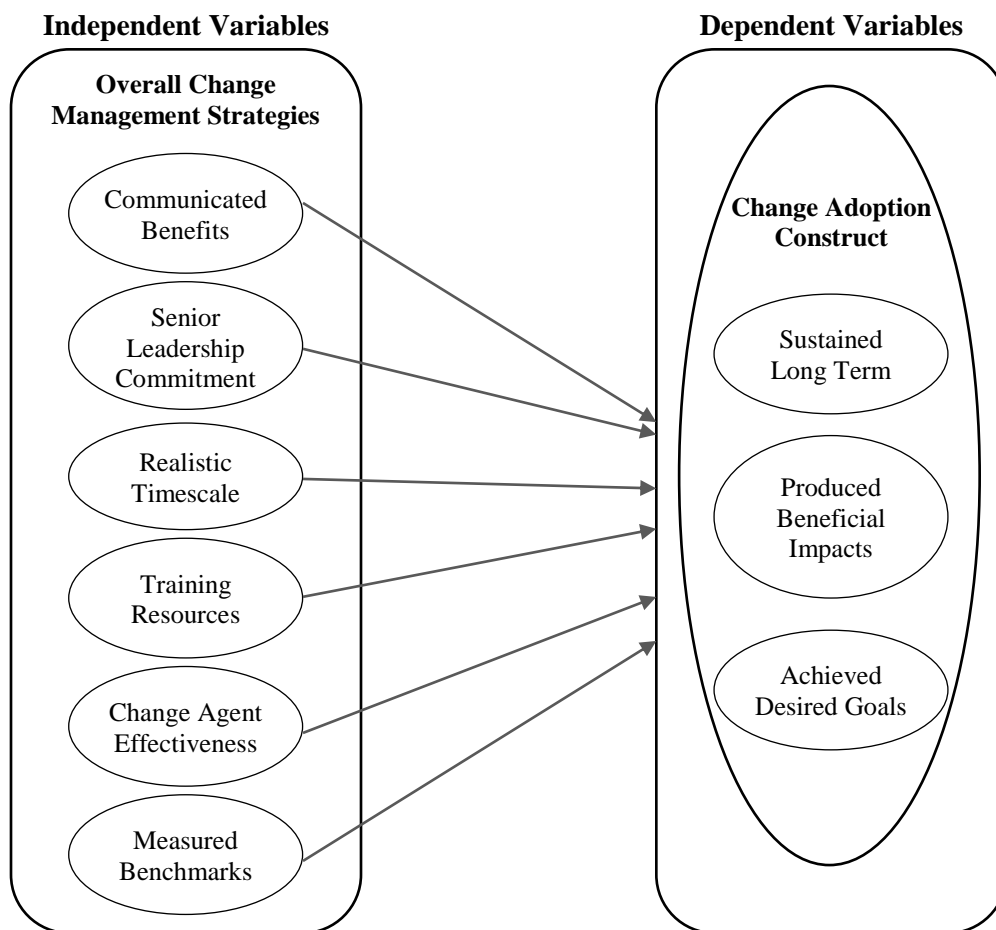 Independent Variables
Overall Change
Management Strategies
Communicated
Benefits
Senior
Leadership
Commitment
Realistic
Timescale
Training
Resources
Change Agent
Effectiveness
Measured
Benchmarks
Dependent Variables
Change Adoption
Construct
Sustained
Long Term
Produced
Beneficial
Impacts
Achieved
Desired Goals